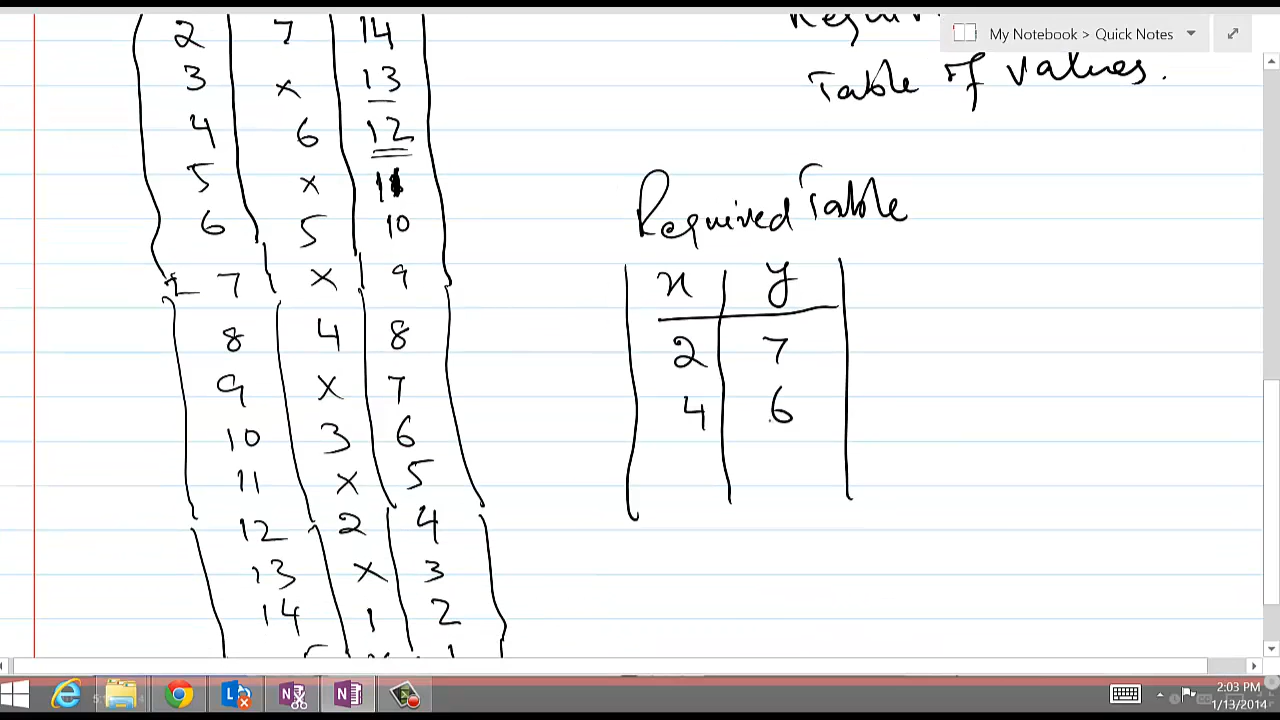 Requir
My Notebook > Quick Notes
Table of values.
2 7 14
3 x 13
4 6 12
5 x 11
6 5 10
7 x 9
8 4 8
9 x 7
10 3 6
11 x 5
12 2 4
13 x 3
14 1 2
Required Table
x y
2 7
4 6
2:03 PM
1/13/2014